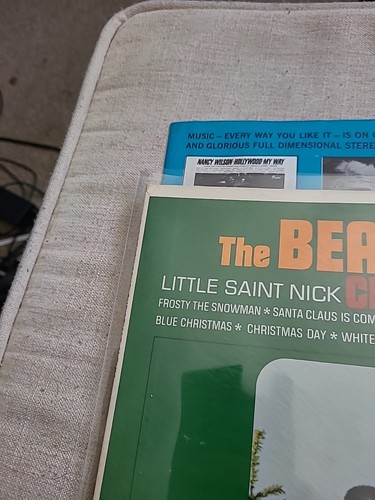 MUSIC – EVERY WAY YOU LIKE IT – IS ON
AND GLORIOUS FULL DIMENSIONAL STERE
NANCY WILSON HOLLYWOOD MY WAY
The BEA
LITTLE SAINT NICK C
FROSTY THE SNOWMAN * SANTA CLAUS IS COM
BLUE CHRISTMAS * CHRISTMAS DAY * WHITE